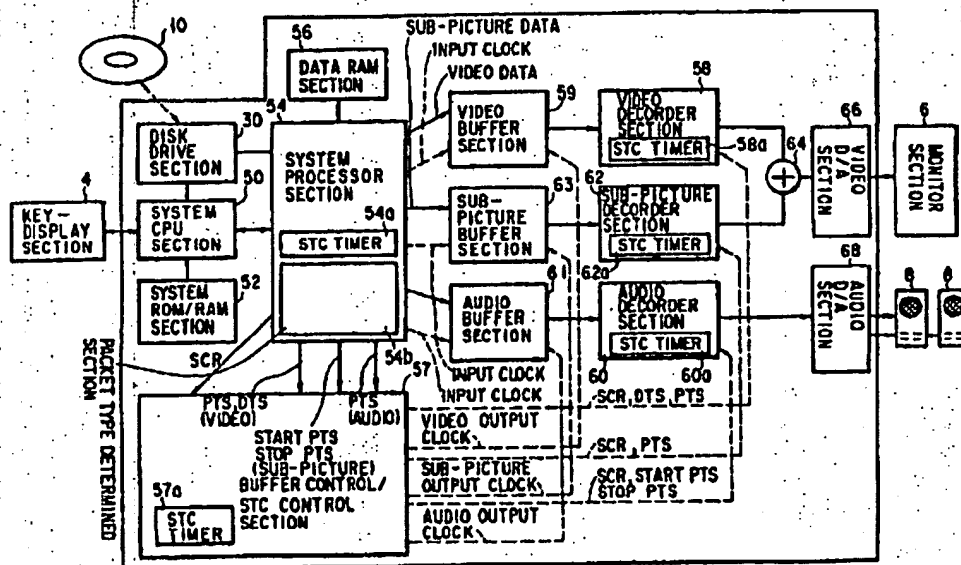 10
SUB-PICTURE DATA
INPUT CLOCK
VIDEO DATA
56
DATA RAM
SECTION
54
30
DISK
DRIVE
SECTION
SYSTEM
PROCESSOR
SECTION
54a
STC TIMER
54b
4
KEY-
DISPLAY
SECTION
50
SYSTEM
CPU
SECTION
52
SYSTEM
ROM/RAM
SECTION
59
VIDEO
BUFFER
SECTION
58
VIDEO
DECORDER
SECTION
STC TIMER
58a
63
SUB-
PICTURE
BUFFER
SECTION
62
SUB-PICTURE
DECORDER
SECTION
STC TIMER
62a
61
AUDIO
BUFFER
SECTION
AUDIO
DECORDER
SECTION
STC TIMER
60
60a
64
66
VIDEO
D/A
SECTION
6
MONITOR
SECTION
68
AUDIO
D/A
SECTION
8
8
INPUT CLOCK
INPUT CLOCK
PACKET TYPE DETERMINED
SECTION
SCR
57
PTS,DTS
(VIDEO)
PTS
(AUDIO)
START PTS
STOP PTS
(SUB-PICTURE)
BUFFER CONTROL/
STC CONTROL
SECTION
57a
STC
TIMER
VIDEO OUTPUT
CLOCK
SUB-PICTURE
OUTPUT CLOCK
AUDIO OUTPUT
CLOCK
SCR,DTS,PTS
SCR,PTS
SCR,START PTS
STOP PTS